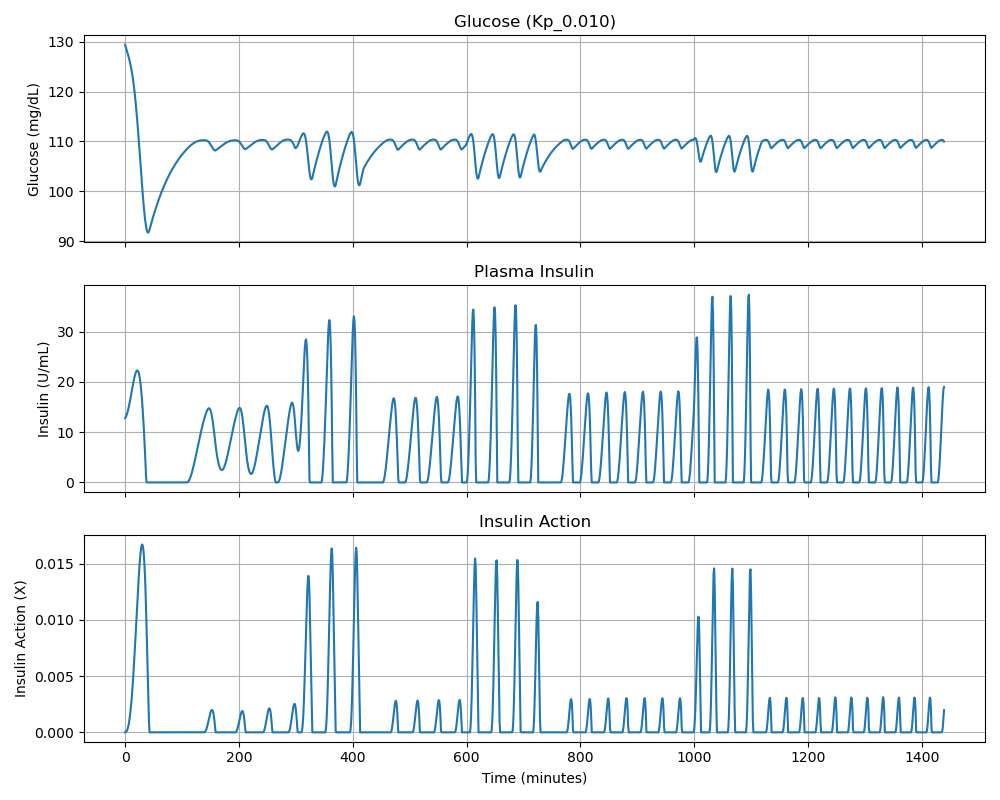 Glucose (Kp_0.010)
130
120
110
100
90
Glucose (mg/dL)
Plasma Insulin
30
20
10
0
Insulin (U/mL)
Insulin Action
0.015
0.010
0.005
0.000
Insulin Action (X)
0 200 400 600 800 1000 1200 1400
Time (minutes)